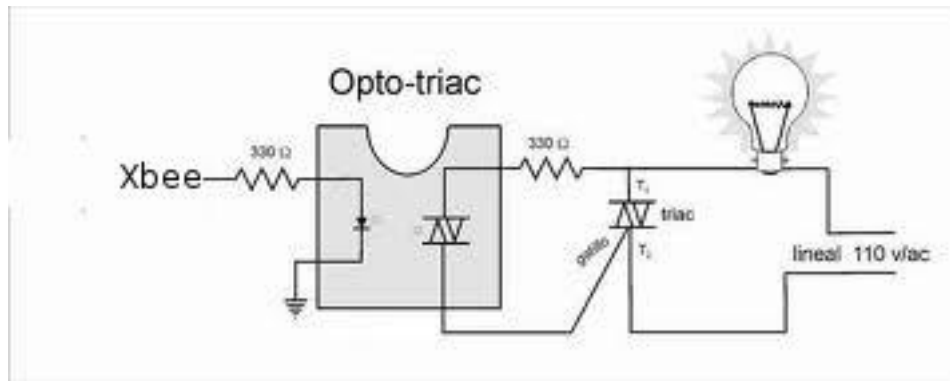 Opto-triac
330 Ω
330 Ω
Xbee
T₁
triac
gatillo
T₂
lineal 110 v/ac